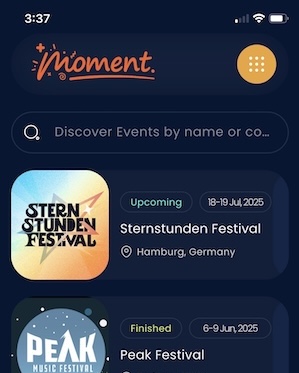 3:37
Moment.
Discover Events by name or co...
STERN
STUNDEN
FESTIVAL
Upcoming
18-19 Jul, 2025
Sternstunden Festival
Hamburg, Germany
PEAK
MUSIC FESTIVAL
Finished
6-9 Jun, 2025
Peak Festival